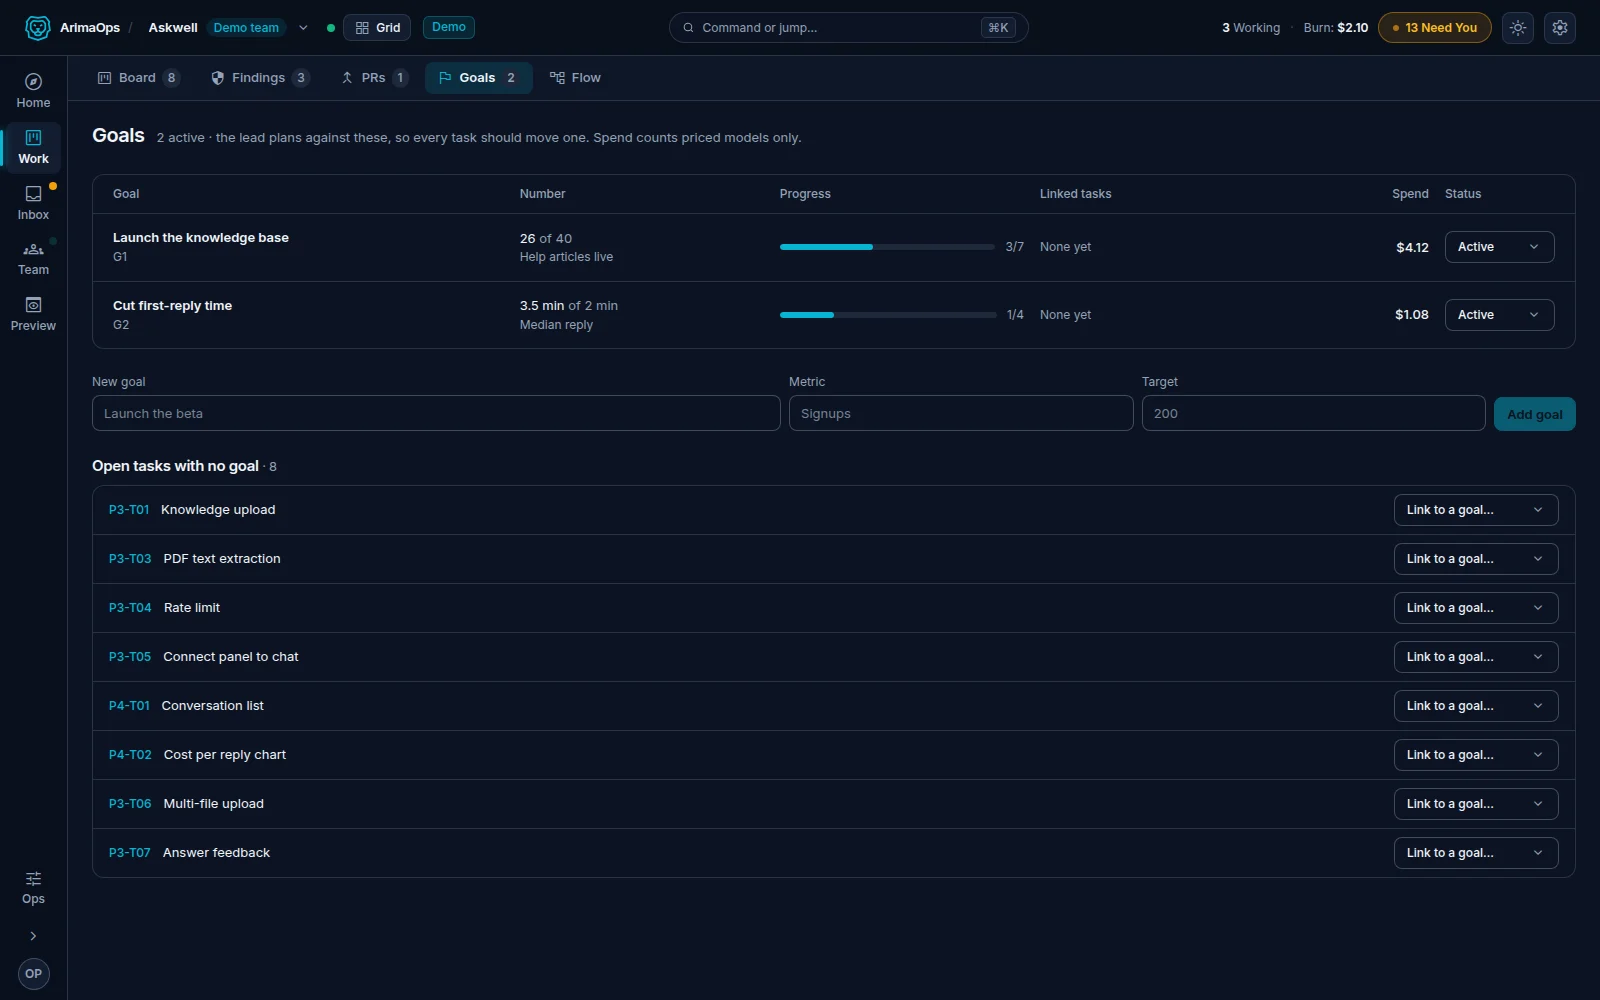 ArimaOps / Askwell Demo team Grid Demo Command or jump... ⌘K 3 Working · Burn: $2.10 13 Need You
Home
Work
Inbox
Team
Preview
Ops
OP
Board 8 Findings 3 PRs 1 Goals 2 Flow
Goals 2 active · the lead plans against these, so every task should move one. Spend counts priced models only.
Goal Number Progress Linked tasks Spend Status
Launch the knowledge base
G1
26 of 40
Help articles live
3/7 None yet $4.12 Active
Cut first-reply time
G2
3.5 min of 2 min
Median reply
1/4 None yet $1.08 Active
New goal Metric Target
Launch the beta Signups 200 Add goal
Open tasks with no goal · 8
P3-T01 Knowledge upload Link to a goal...
P3-T03 PDF text extraction Link to a goal...
P3-T04 Rate limit Link to a goal...
P3-T05 Connect panel to chat Link to a goal...
P4-T01 Conversation list Link to a goal...
P4-T02 Cost per reply chart Link to a goal...
P3-T06 Multi-file upload Link to a goal...
P3-T07 Answer feedback Link to a goal...